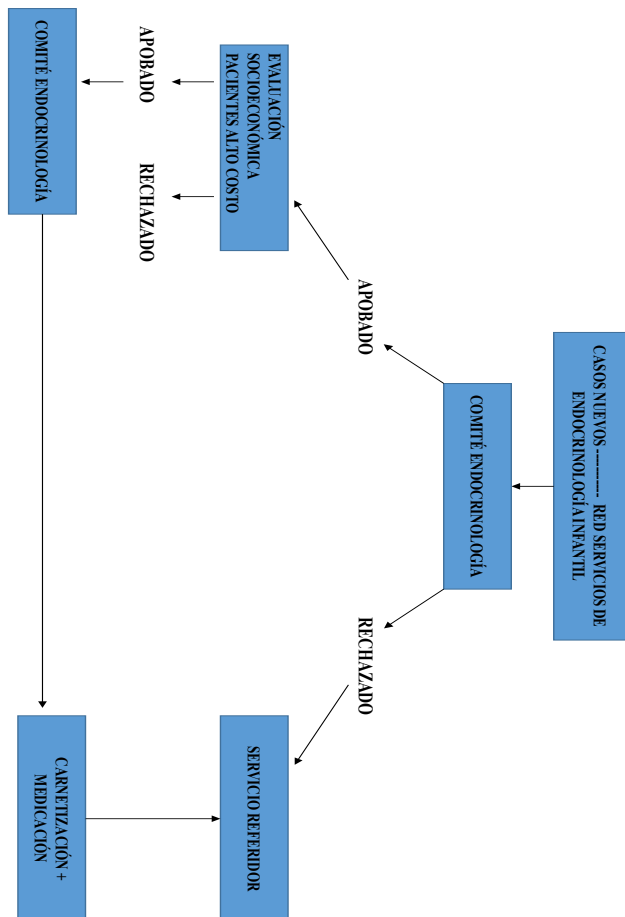 CASOS NUEVOS --------- RED SERVICIOS DE
ENDOCRINOLOGÍA INFANTIL
COMITÉ ENDOCRINOLOGÍA
APOBADO
RECHAZADO
EVALUACIÓN
SOCIOECONÓMICA
PACIENTES ALTO COSTO
SERVICIO REFERIDOR
APOBADO
RECHAZADO
COMITÉ ENDOCRINOLOGÍA
CARNETIZACIÓN +
MEDICACIÓN